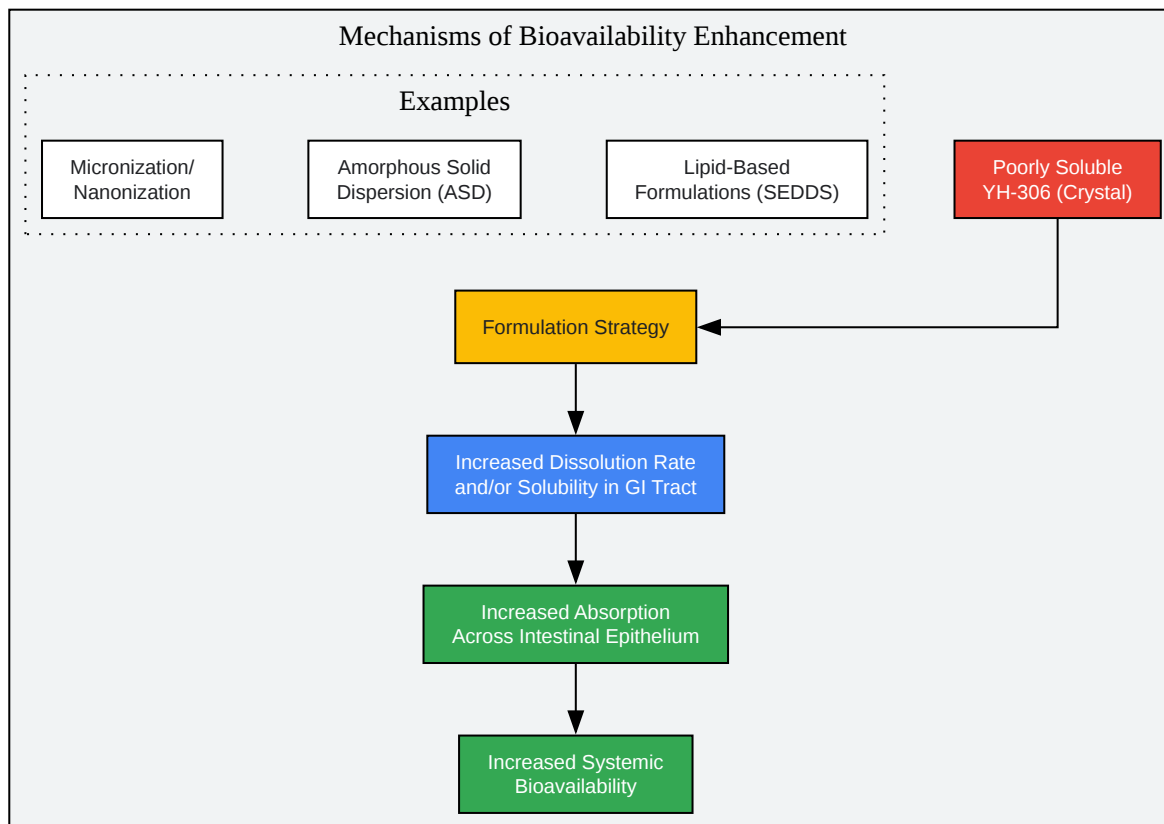 Mechanisms of Bioavailability Enhancement
Examples
Micronization/
Nanonization
Amorphous Solid
Dispersion (ASD)
Lipid-Based
Formulations (SEDDS)
Poorly Soluble
YH-306 (Crystal)
Formulation Strategy
Increased Dissolution Rate
and/or Solubility in GI Tract
Increased Absorption
Across Intestinal Epithelium
Increased Systemic
Bioavailability